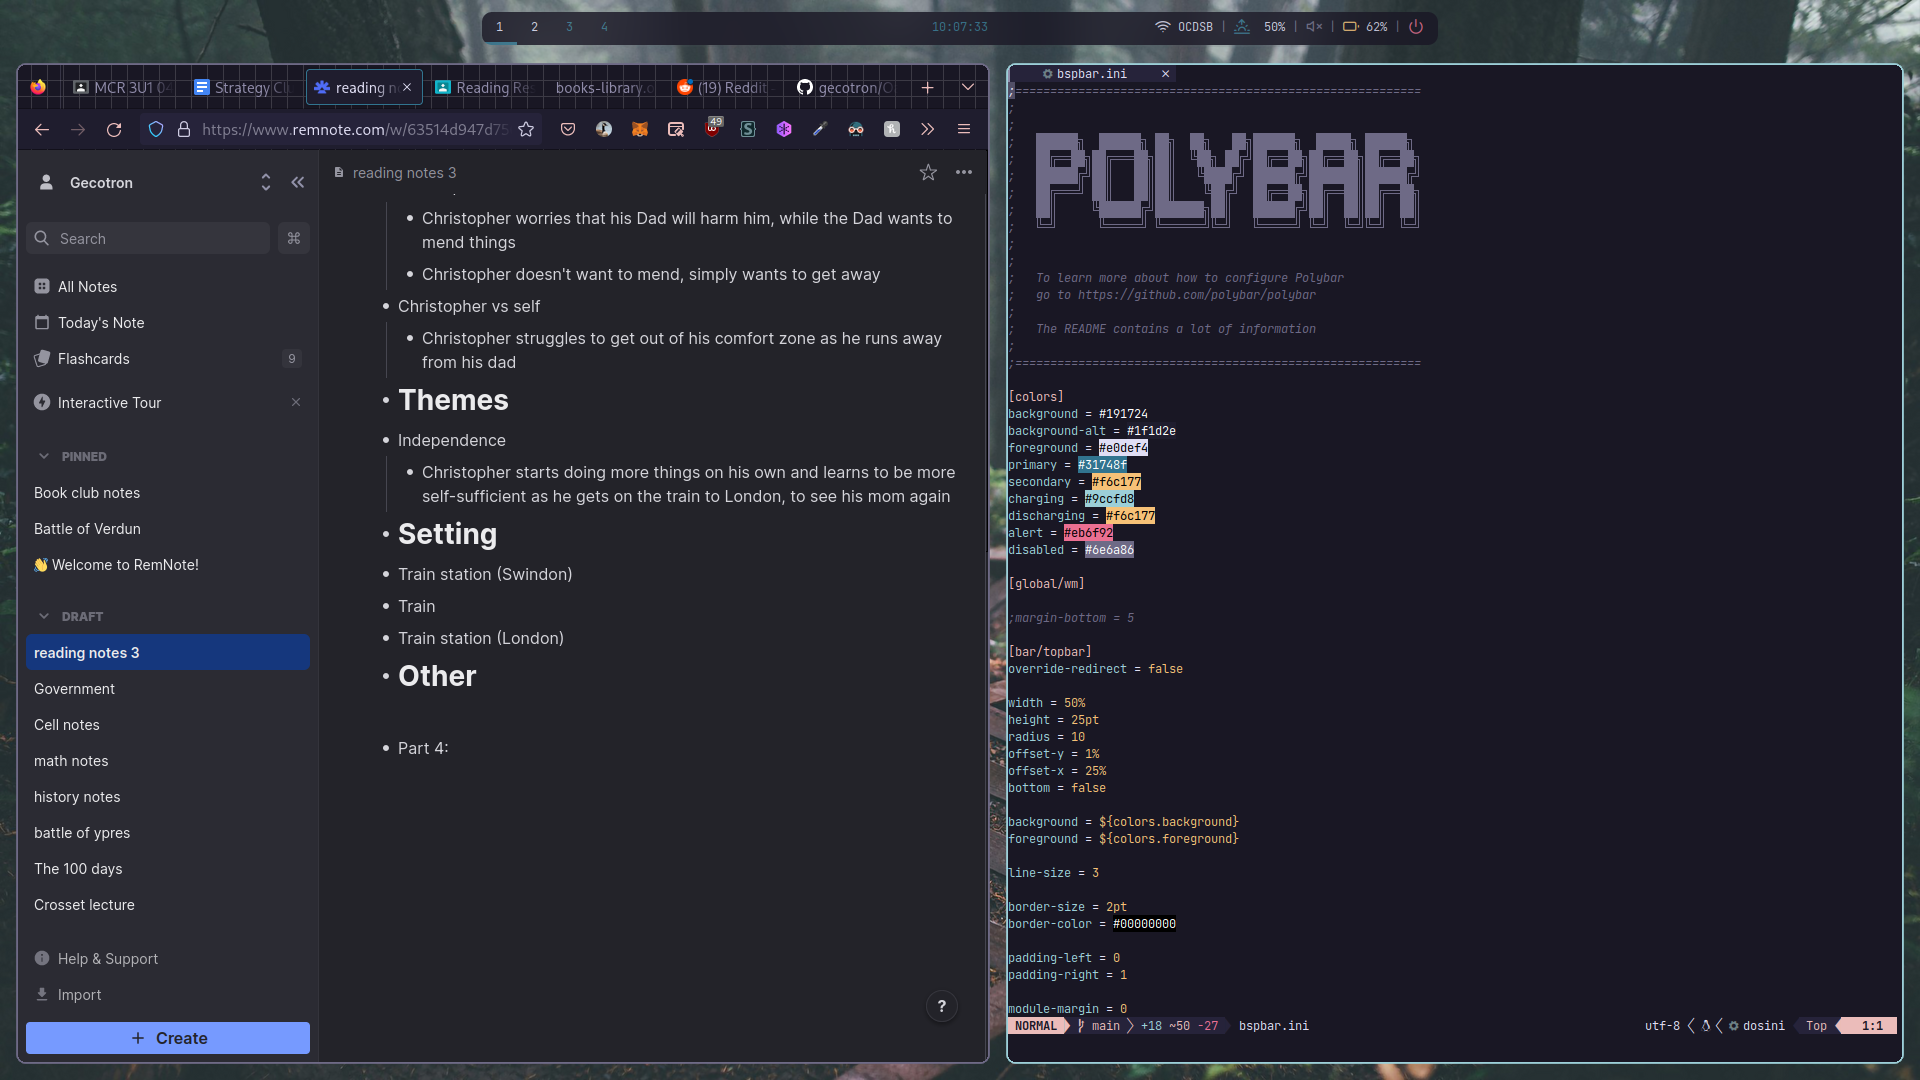 1 2 3 4
10:07:33
OCDSB | 50% | | 62% |
MCR 3U1 0
Strategy Cl
reading n
Reading Re
books-library.o
(19) Reddit
gecotron/O
https://www.remnote.com/w/63514d947d75
49
Gecotron
Search
⌘
All Notes
Today's Note
Flashcards
9
Interactive Tour
PINNED
Book club notes
Battle of Verdun
👋 Welcome to RemNote!
DRAFT
reading notes 3
Government
Cell notes
math notes
history notes
battle of ypres
The 100 days
Crosset lecture
Help & Support
Import
+ Create
reading notes 3
• Christopher worries that his Dad will harm him, while the Dad wants to
mend things
• Christopher doesn't want to mend, simply wants to get away
• Christopher vs self
• Christopher struggles to get out of his comfort zone as he runs away
from his dad
• Themes
• Independence
• Christopher starts doing more things on his own and learns to be more
self-sufficient as he gets on the train to London, to see his mom again
• Setting
• Train station (Swindon)
• Train
• Train station (London)
• Other
• Part 4:
?
bspbar.ini
;==========================================================
;
;
; POLYBAR
;
;
;
;
;
;
;
; To learn more about how to configure Polybar
; go to https://github.com/polybar/polybar
;
; The README contains a lot of information
;
;==========================================================
[colors]
background = #191724
background-alt = #1f1d2e
foreground = #e0def4
primary = #31748f
secondary = #f6c177
charging = #9ccfd8
discharging = #f6c177
alert = #eb6f92
disabled = #6e6a86
[global/wm]
;margin-bottom = 5
[bar/topbar]
override-redirect = false
width = 50%
height = 25pt
radius = 10
offset-y = 1%
offset-x = 25%
bottom = false
background = ${colors.background}
foreground = ${colors.foreground}
line-size = 3
border-size = 2pt
border-color = #00000000
padding-left = 0
padding-right = 1
module-margin = 0
NORMAL main +18 ~50 -27 bspbar.ini
utf-8 dosini Top 1:1